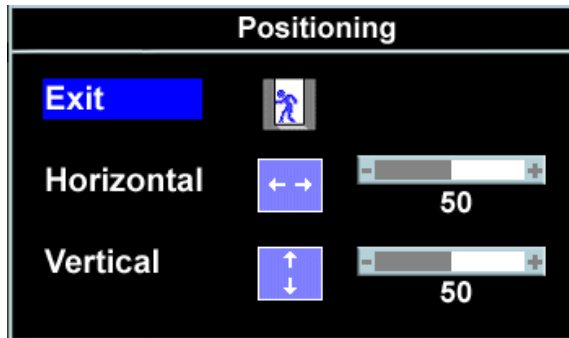 Positioning
Exit
Horizontal - +
50
Vertical - +
50